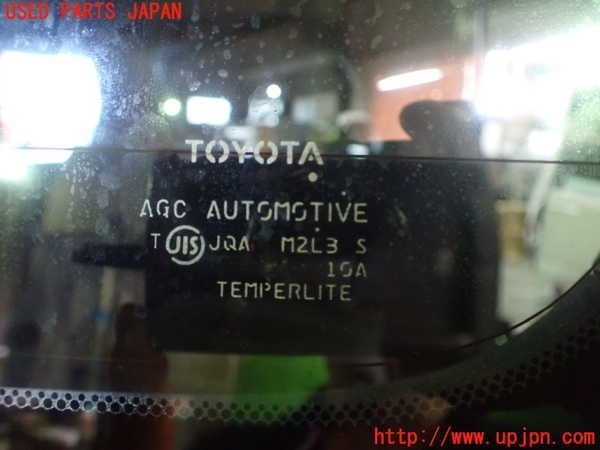 USED PARTS JAPAN
TOYOTA
AGC AUTOMOTIVE
T JIS JQA M2L3 S
10A
TEMPERLITE
http://www.upjpn.com